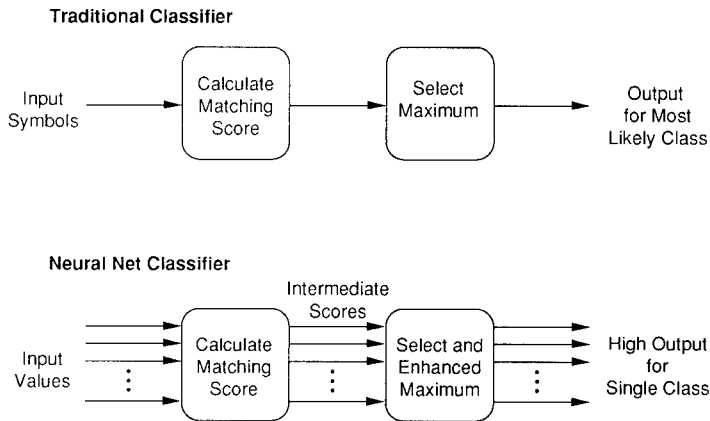 Traditional Classifier
Input
Symbols
Calculate
Matching
Score
Select
Maximum
Output
for Most
Likely Class
Neural Net Classifier
Input
Values
Calculate
Matching
Score
Intermediate
Scores
Select and
Enhanced
Maximum
High Output
for
Single Class